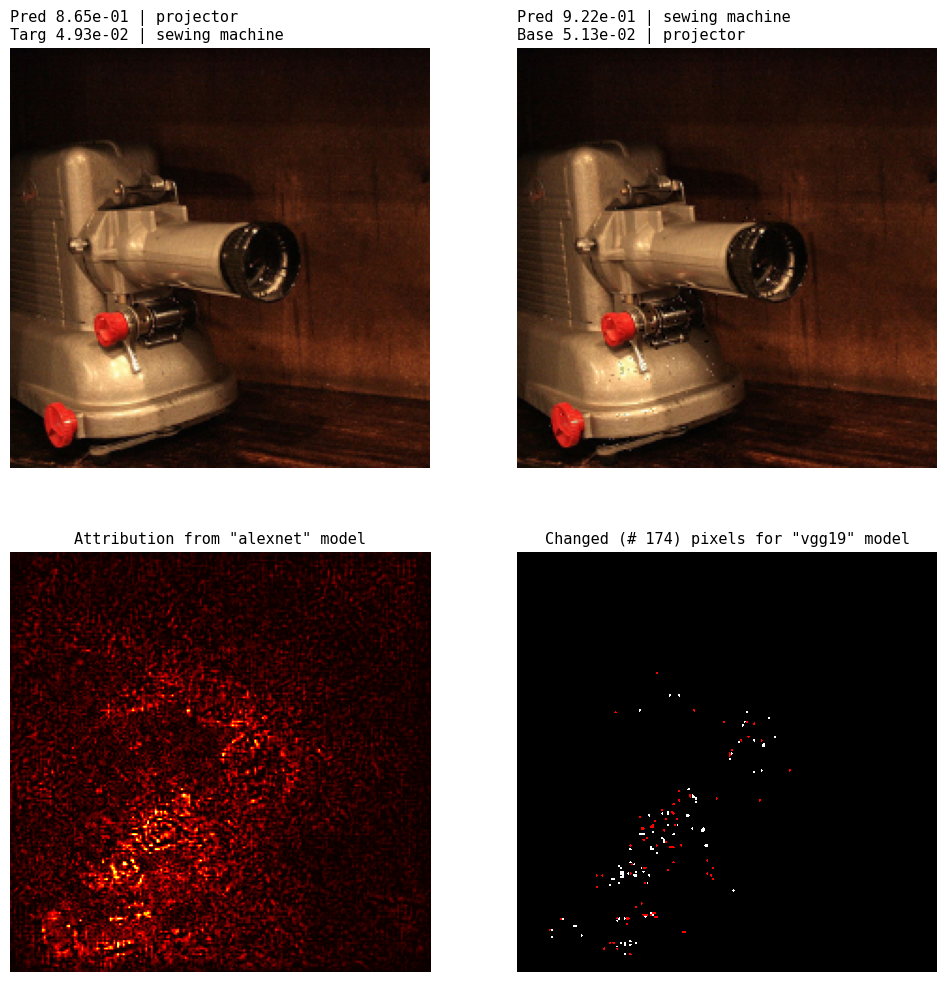 Pred 8.65e-01 | projector
Targ 4.93e-02 | sewing machine
Pred 9.22e-01 | sewing machine
Base 5.13e-02 | projector
Attribution from "alexnet" model
Changed (# 174) pixels for "vgg19" model